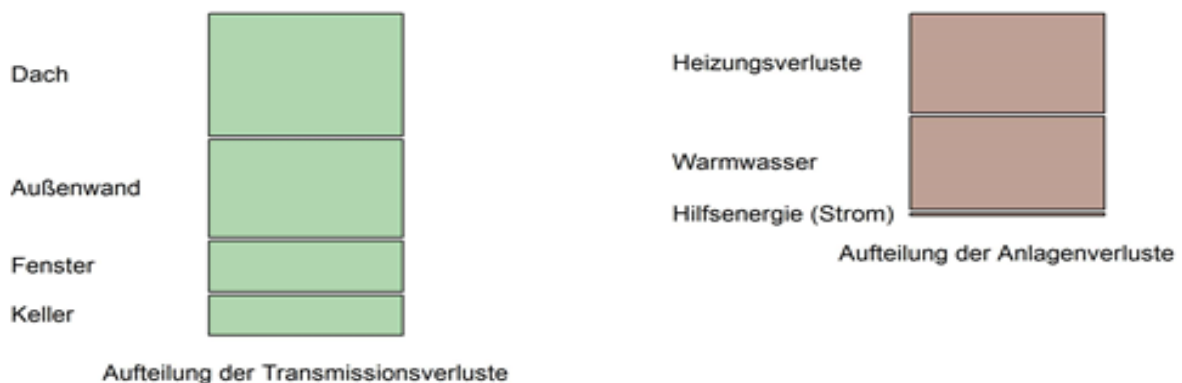 Dach
Außenwand
Fenster
Keller
Aufteilung der Transmissionsverluste
Heizungsverluste
Warmwasser
Hilfsenergie (Strom)
Aufteilung der Anlagenverluste